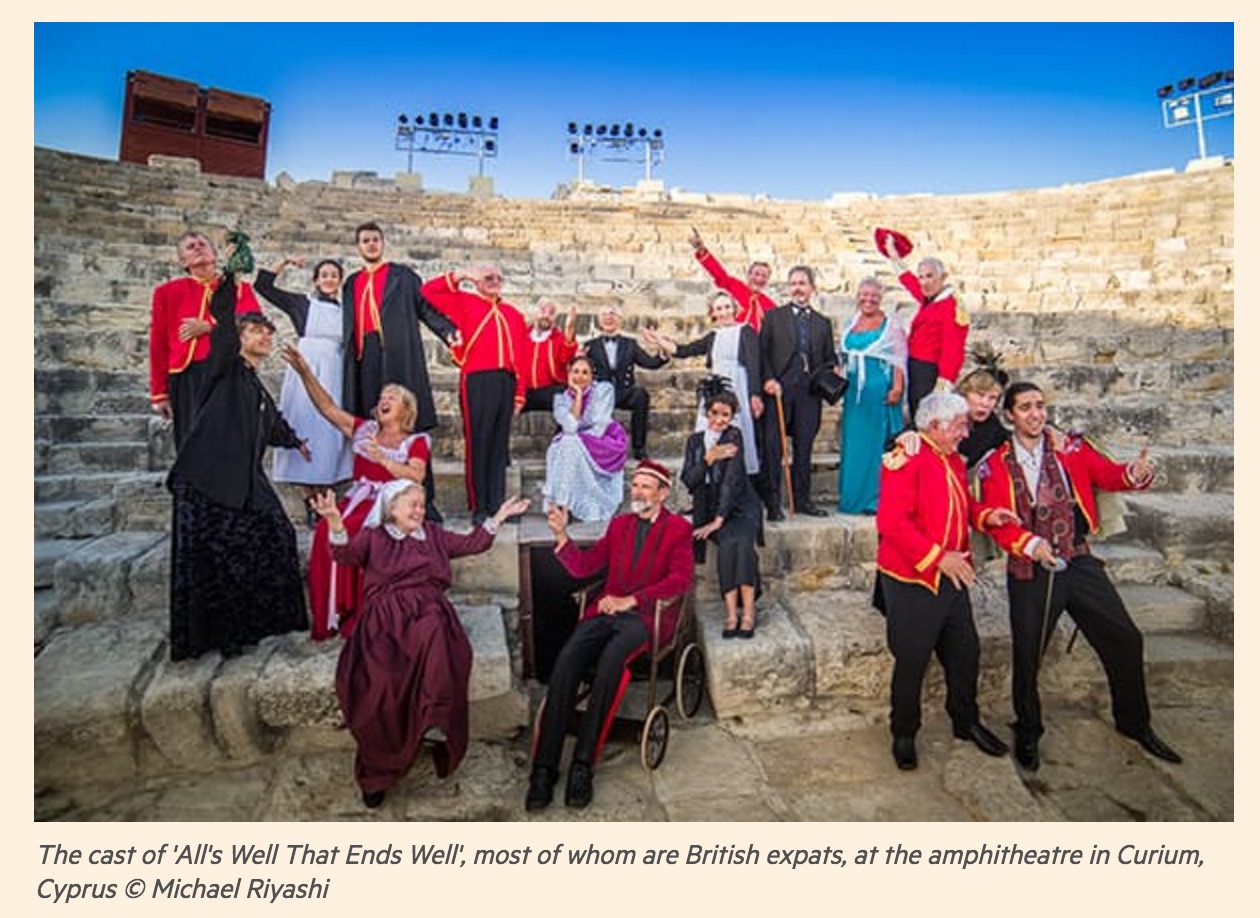 The cast of 'All's Well That Ends Well', most of whom are British expats, at the amphitheatre in Curium,
Cyprus © Michael Riyashi